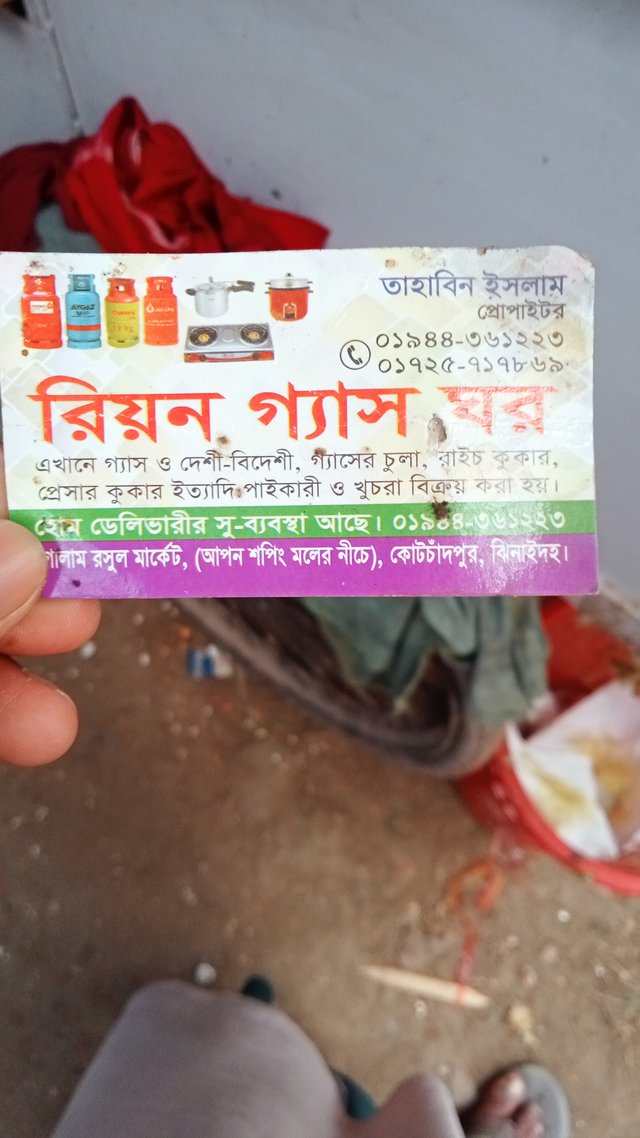 তাহাবিন ইসলাম
প্রোপাইটর
০১৯৪৪-৩৬১২২৩
০১৭২৫-৭১৭৮৬৯
রিয়ন গ্যাস ঘর
এখানে গ্যাস ও দেশী-বিদেশী, গ্যাসের চুলা, রাইচ কুকার,
প্রেসার কুকার ইত্যাদি পাইকারী ও খুচরা বিক্রয় করা হয়।
হোম ডেলিভারীর সু-ব্যবস্থা আছে। ০১৯৪৪-৩৬১২২৩
রসুল মার্কেট, (আপন শপিং মলের নীচে), কোটচাঁদপুর, ঝিনাইদহ।